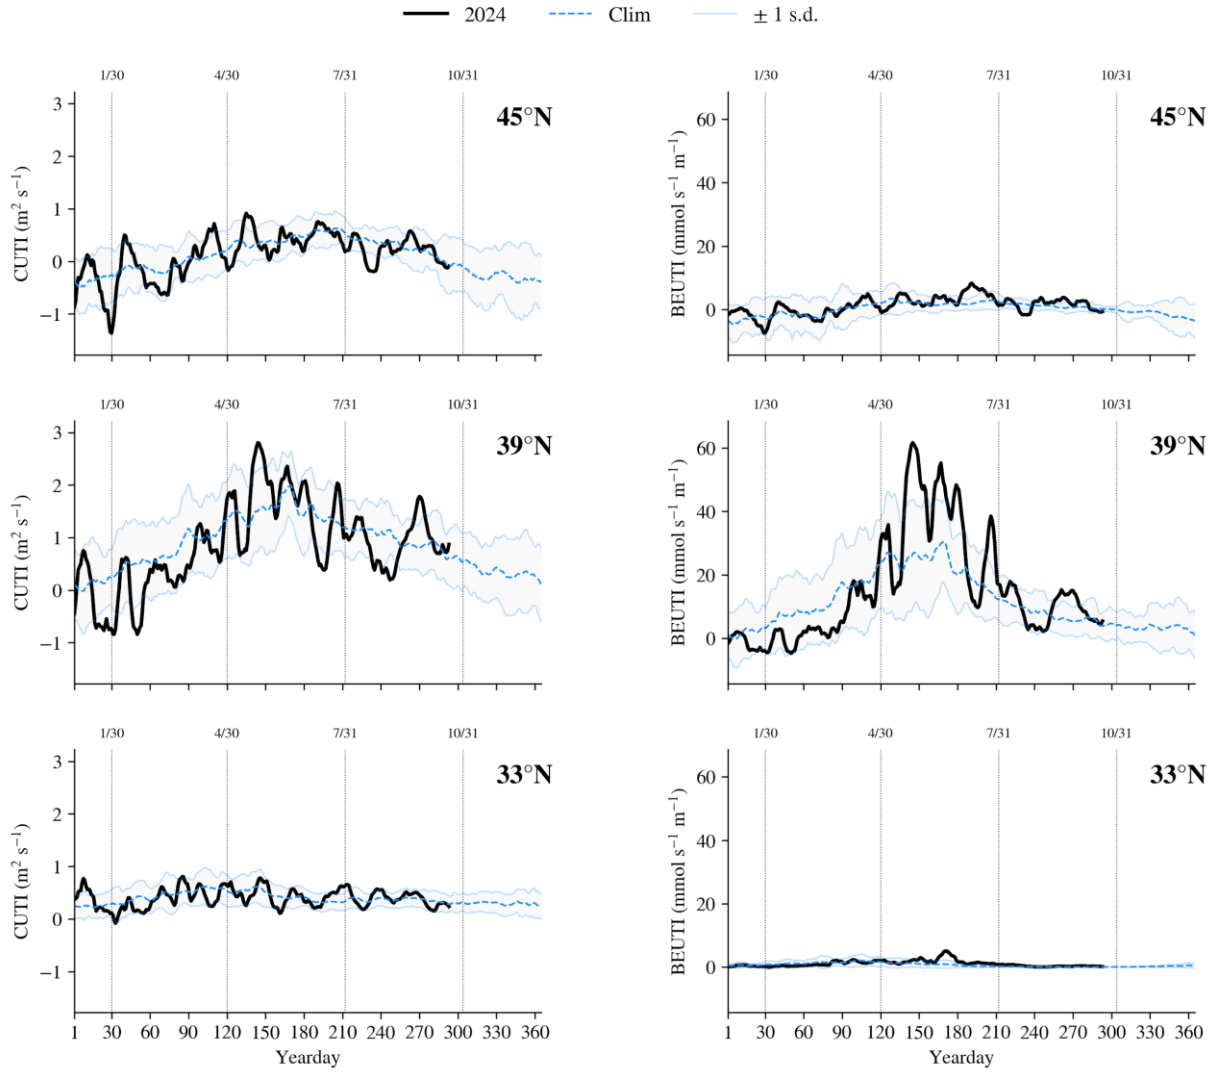 2024 Clim ± 1 s.d.
1/30 4/30 7/31 10/31
45°N
CUTI (m² s⁻¹)
3
2
1
0
−1
1/30 4/30 7/31 10/31
45°N
BEUTI (mmol s⁻¹ m⁻¹)
60
40
20
0
1/30 4/30 7/31 10/31
39°N
CUTI (m² s⁻¹)
3
2
1
0
−1
1/30 4/30 7/31 10/31
39°N
BEUTI (mmol s⁻¹ m⁻¹)
60
40
20
0
1/30 4/30 7/31 10/31
33°N
CUTI (m² s⁻¹)
3
2
1
0
−1
1 30 60 90 120 150 180 210 240 270 300 330 360
Yearday
1/30 4/30 7/31 10/31
33°N
BEUTI (mmol s⁻¹ m⁻¹)
60
40
20
0
1 30 60 90 120 150 180 210 240 270 300 330 360
Yearday